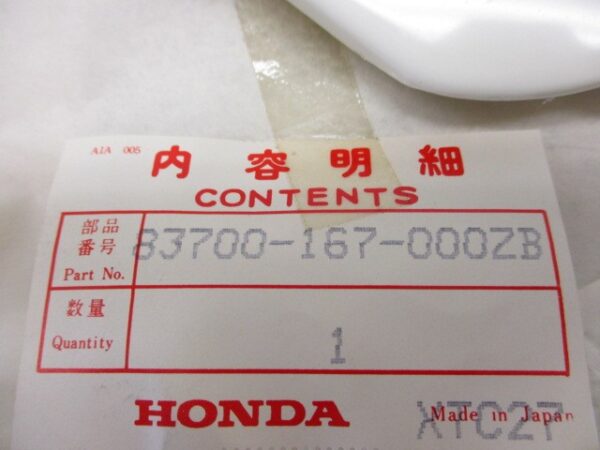 AIA 005
内容明細
CONTENTS
部品
番号
Part No.
83700-167-000ZB
数量
Quantity
1
HONDA
Made in Japan
XTC27